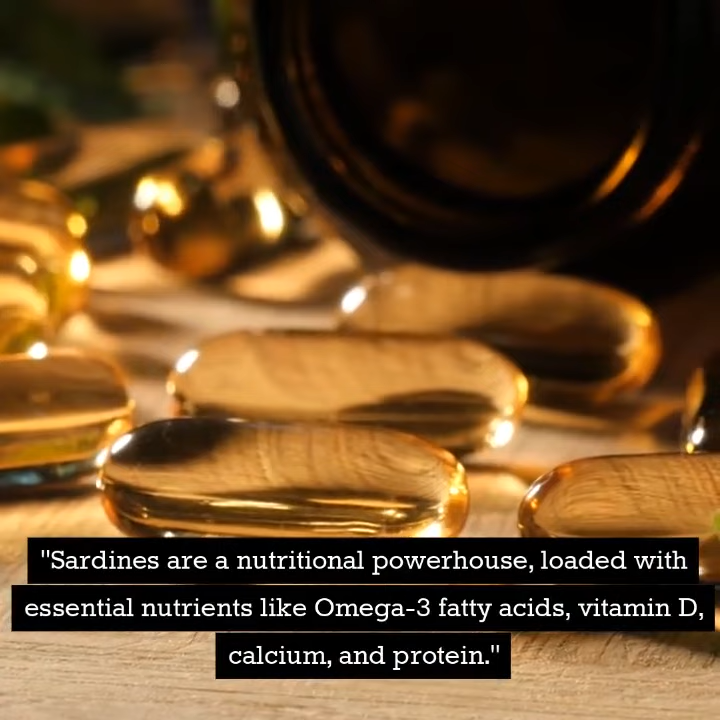 "Sardines are a nutritional powerhouse, loaded with
essential nutrients like Omega-3 fatty acids, vitamin D,
calcium, and protein."